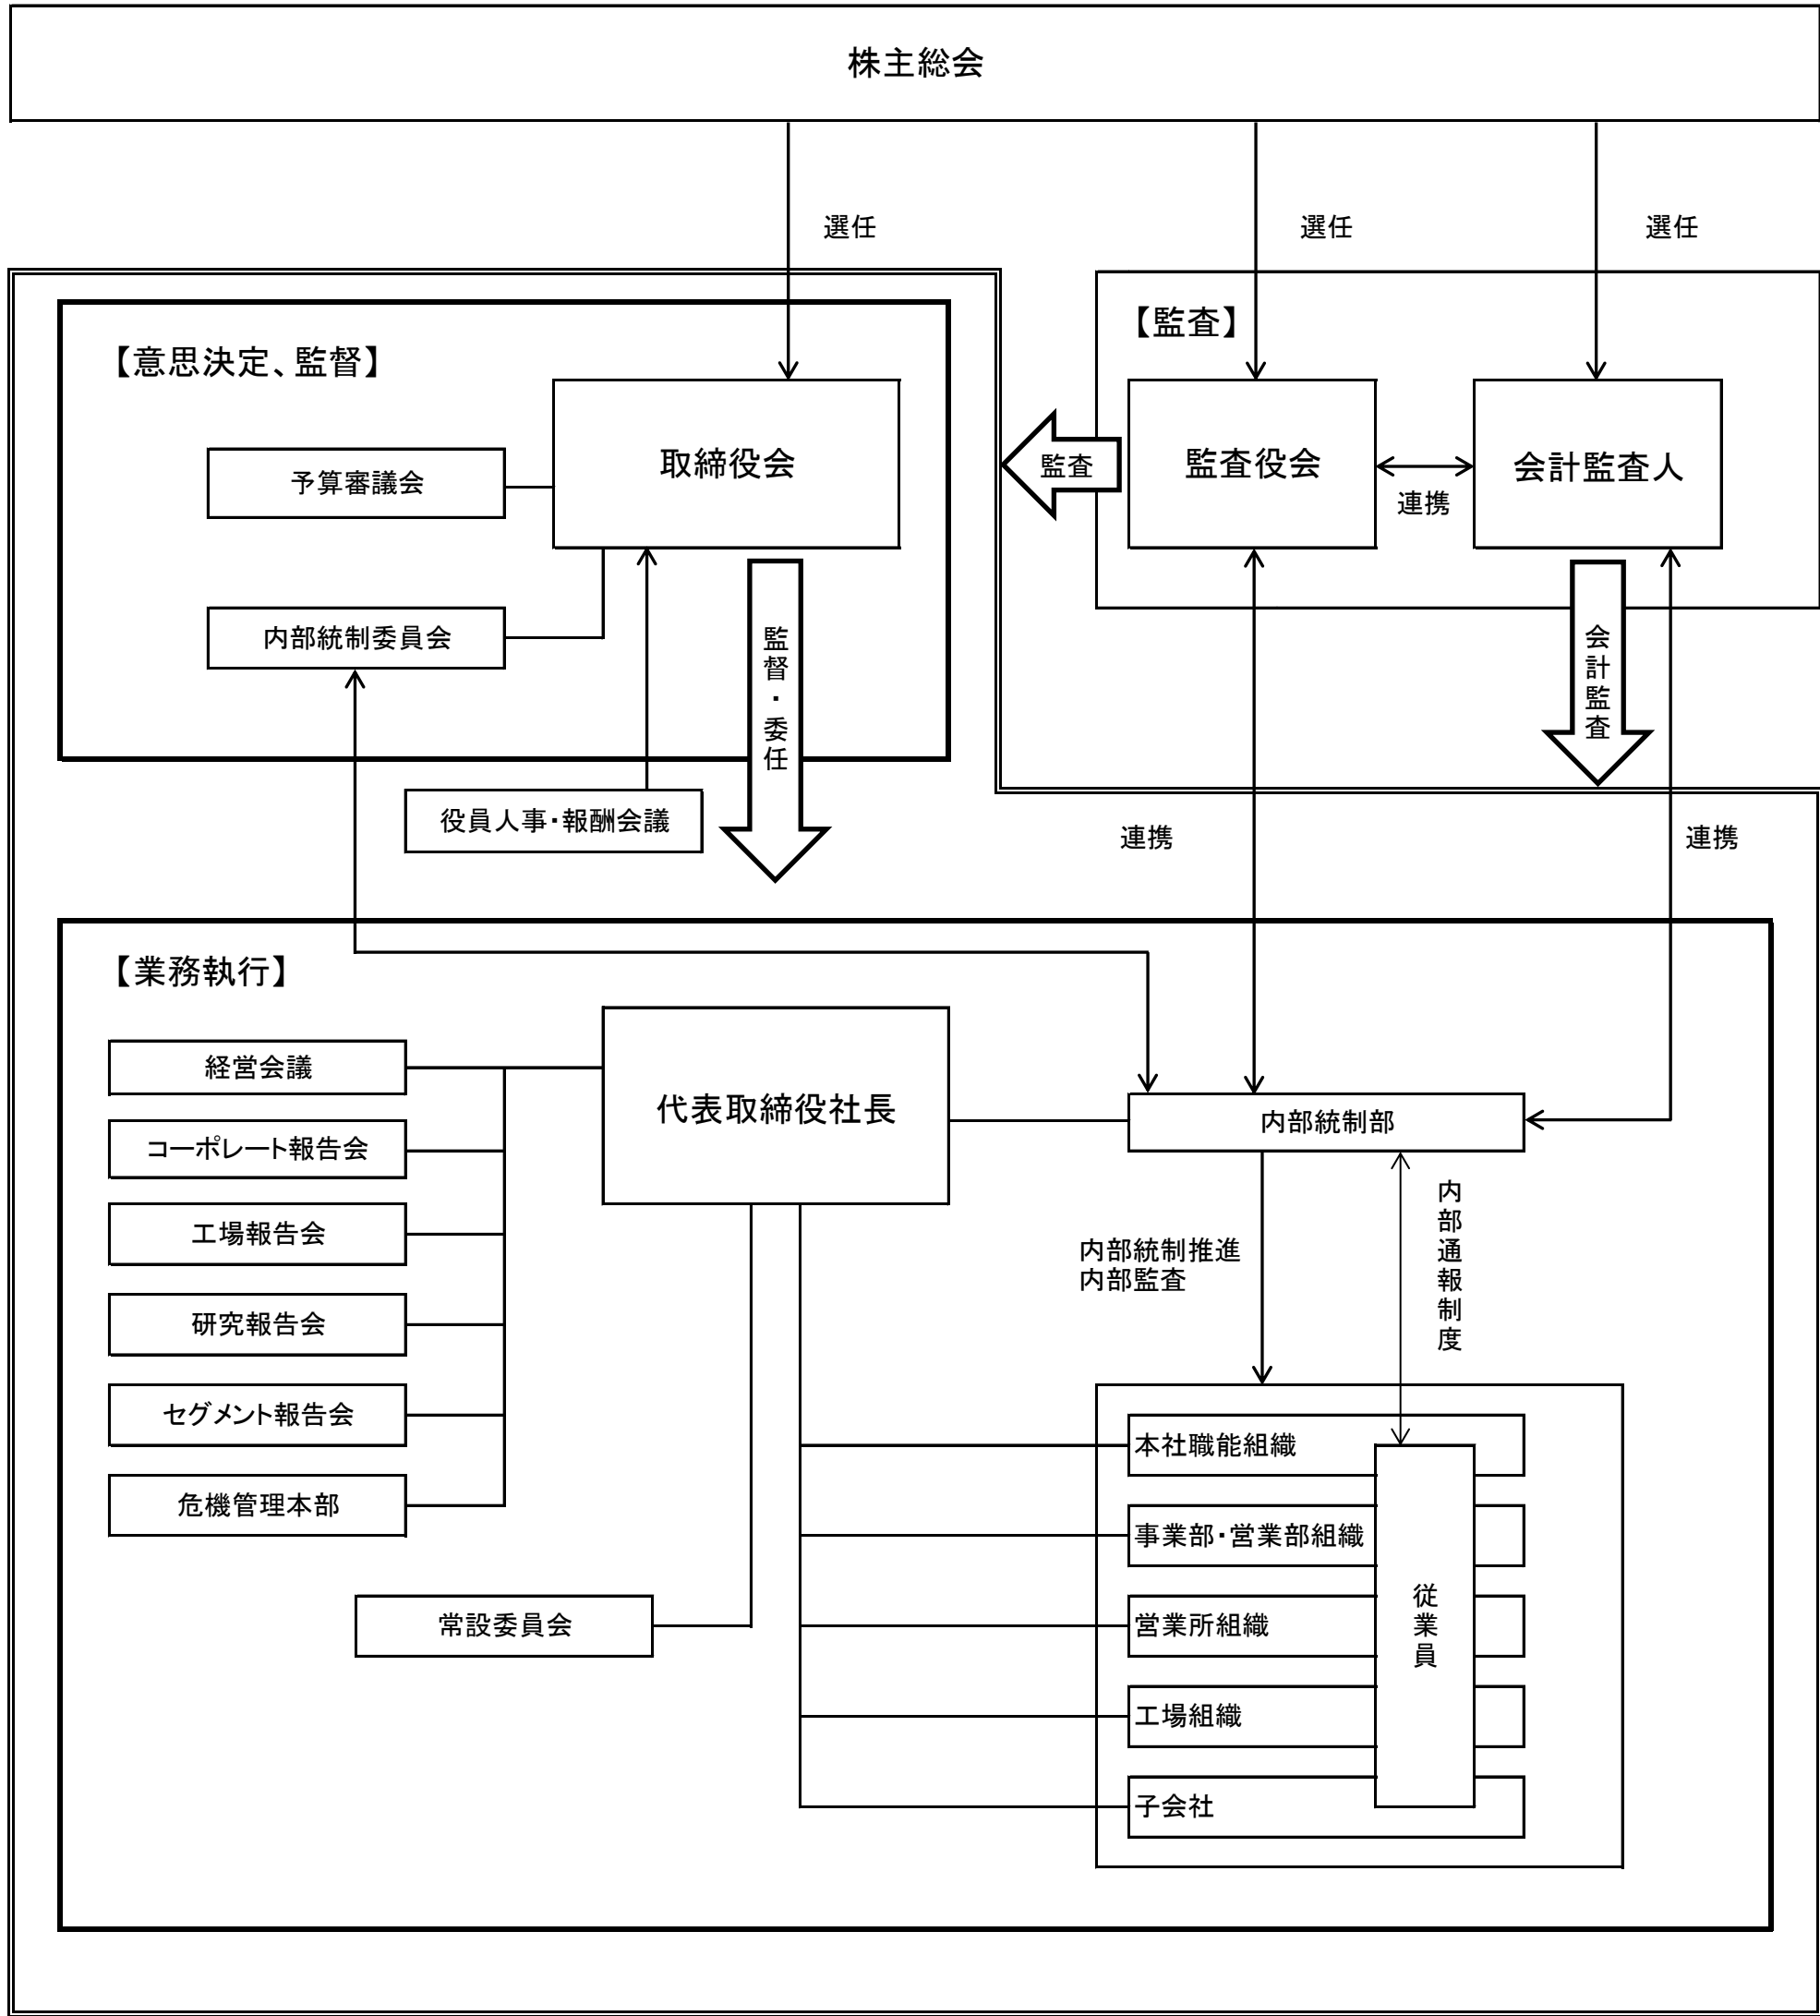 株主総会
選任
選任
選任
【意思決定、監督】
【監査】
取締役会
監査役会
会計監査人
予算審議会
監査
連携
内部統制委員会
監督・委任
会計監査
役員人事・報酬会議
連携
連携
【業務執行】
経営会議
代表取締役社長
コーポレート報告会
内部統制部
工場報告会
内部統制推進
内部監査
内部通報制度
研究報告会
セグメント報告会
本社職能組織
危機管理本部
事業部・営業部組織
従業員
常設委員会
営業所組織
工場組織
子会社